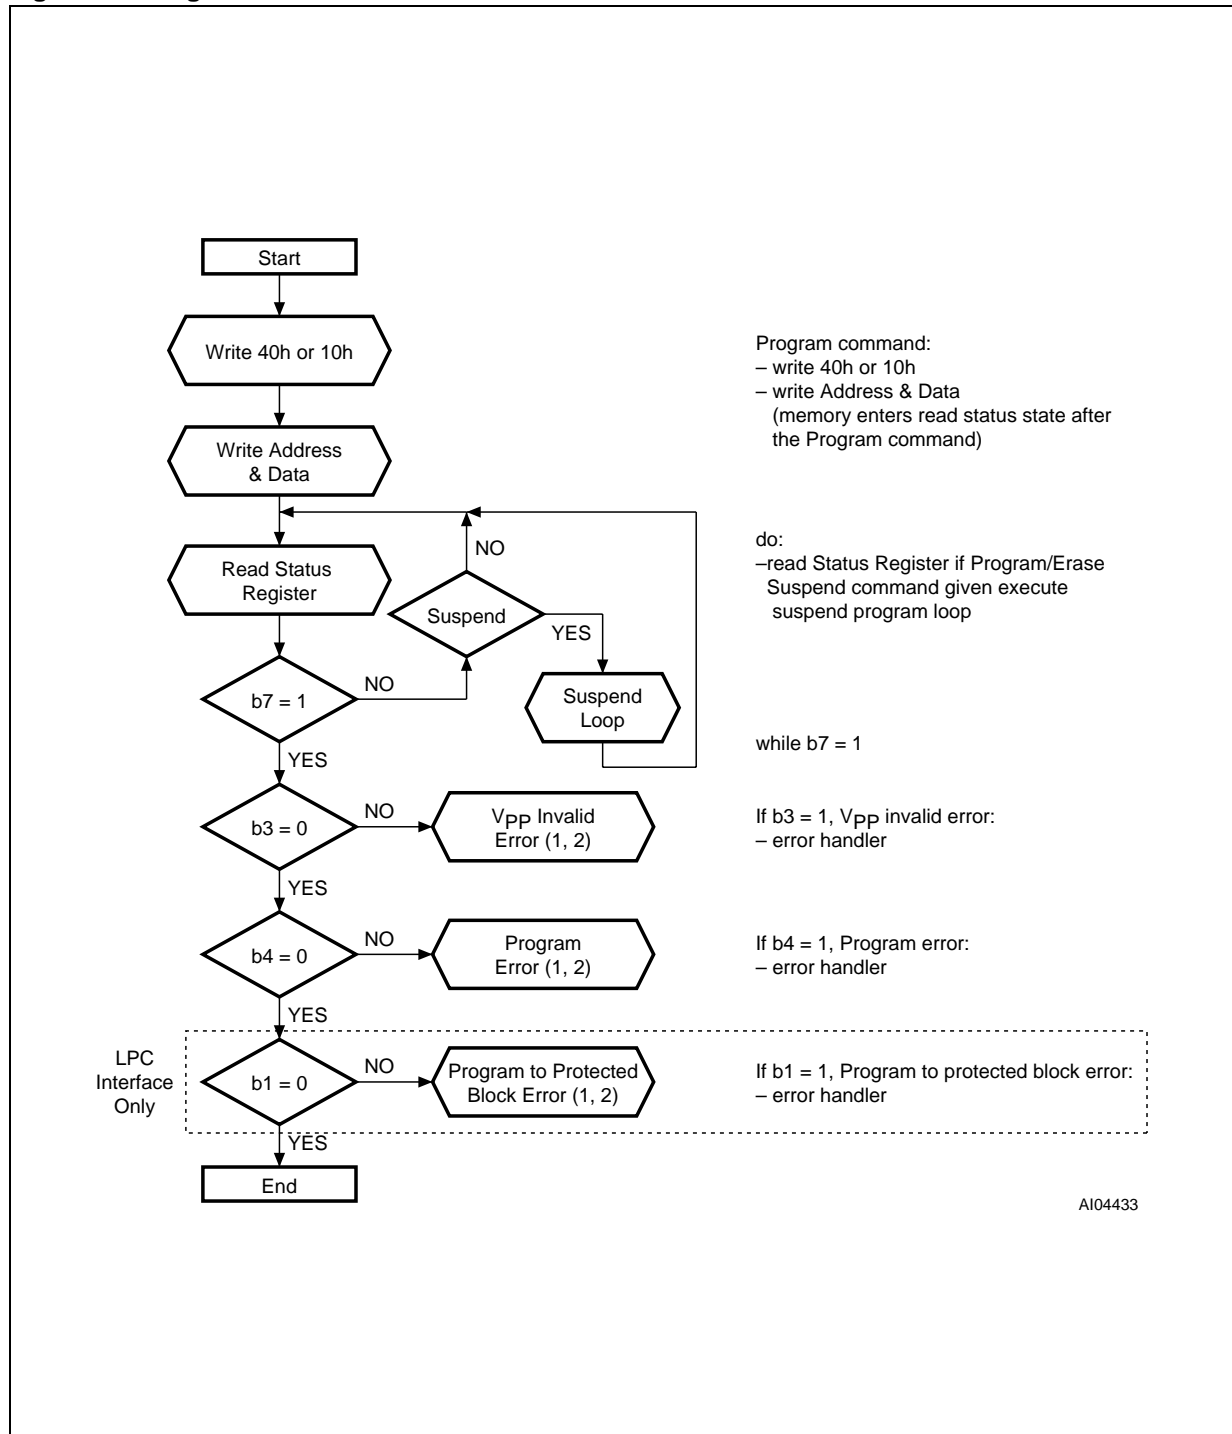 Start
Write 40h or 10h
Write Address
& Data
Read Status
Register
NO
Suspend
YES
Suspend
Loop
b7 = 1
NO
YES
b3 = 0
NO
VPP Invalid
Error (1, 2)
YES
b4 = 0
NO
Program
Error (1, 2)
YES
LPC
Interface
Only
b1 = 0
NO
Program to Protected
Block Error (1, 2)
YES
End
Program command:
– write 40h or 10h
– write Address & Data
(memory enters read status state after
the Program command)
do:
–read Status Register if Program/Erase
Suspend command given execute
suspend program loop
while b7 = 1
If b3 = 1, VPP invalid error:
– error handler
If b4 = 1, Program error:
– error handler
If b1 = 1, Program to protected block error:
– error handler
AI04433